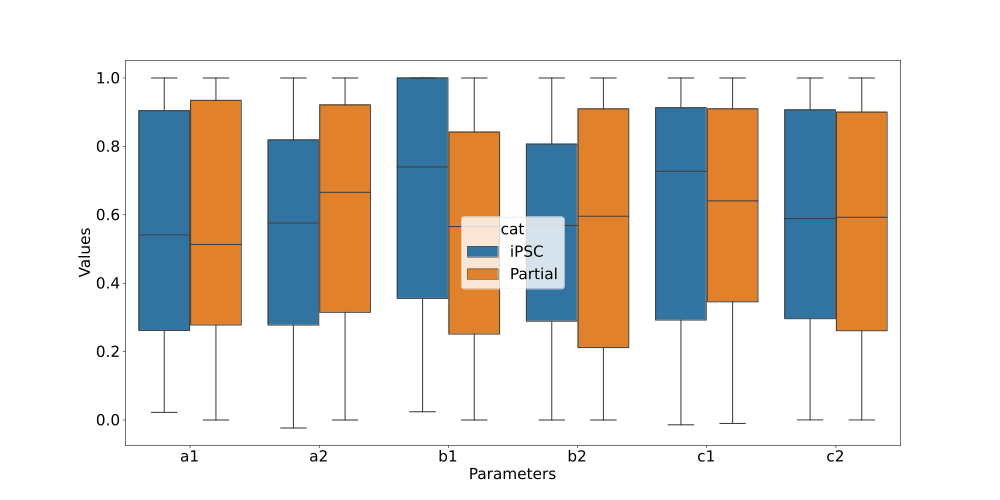 1.0
0.8
0.6
0.4
0.2
0.0
Values
cat
iPSC
Partial
a1 a2 b1 b2 c1 c2
Parameters